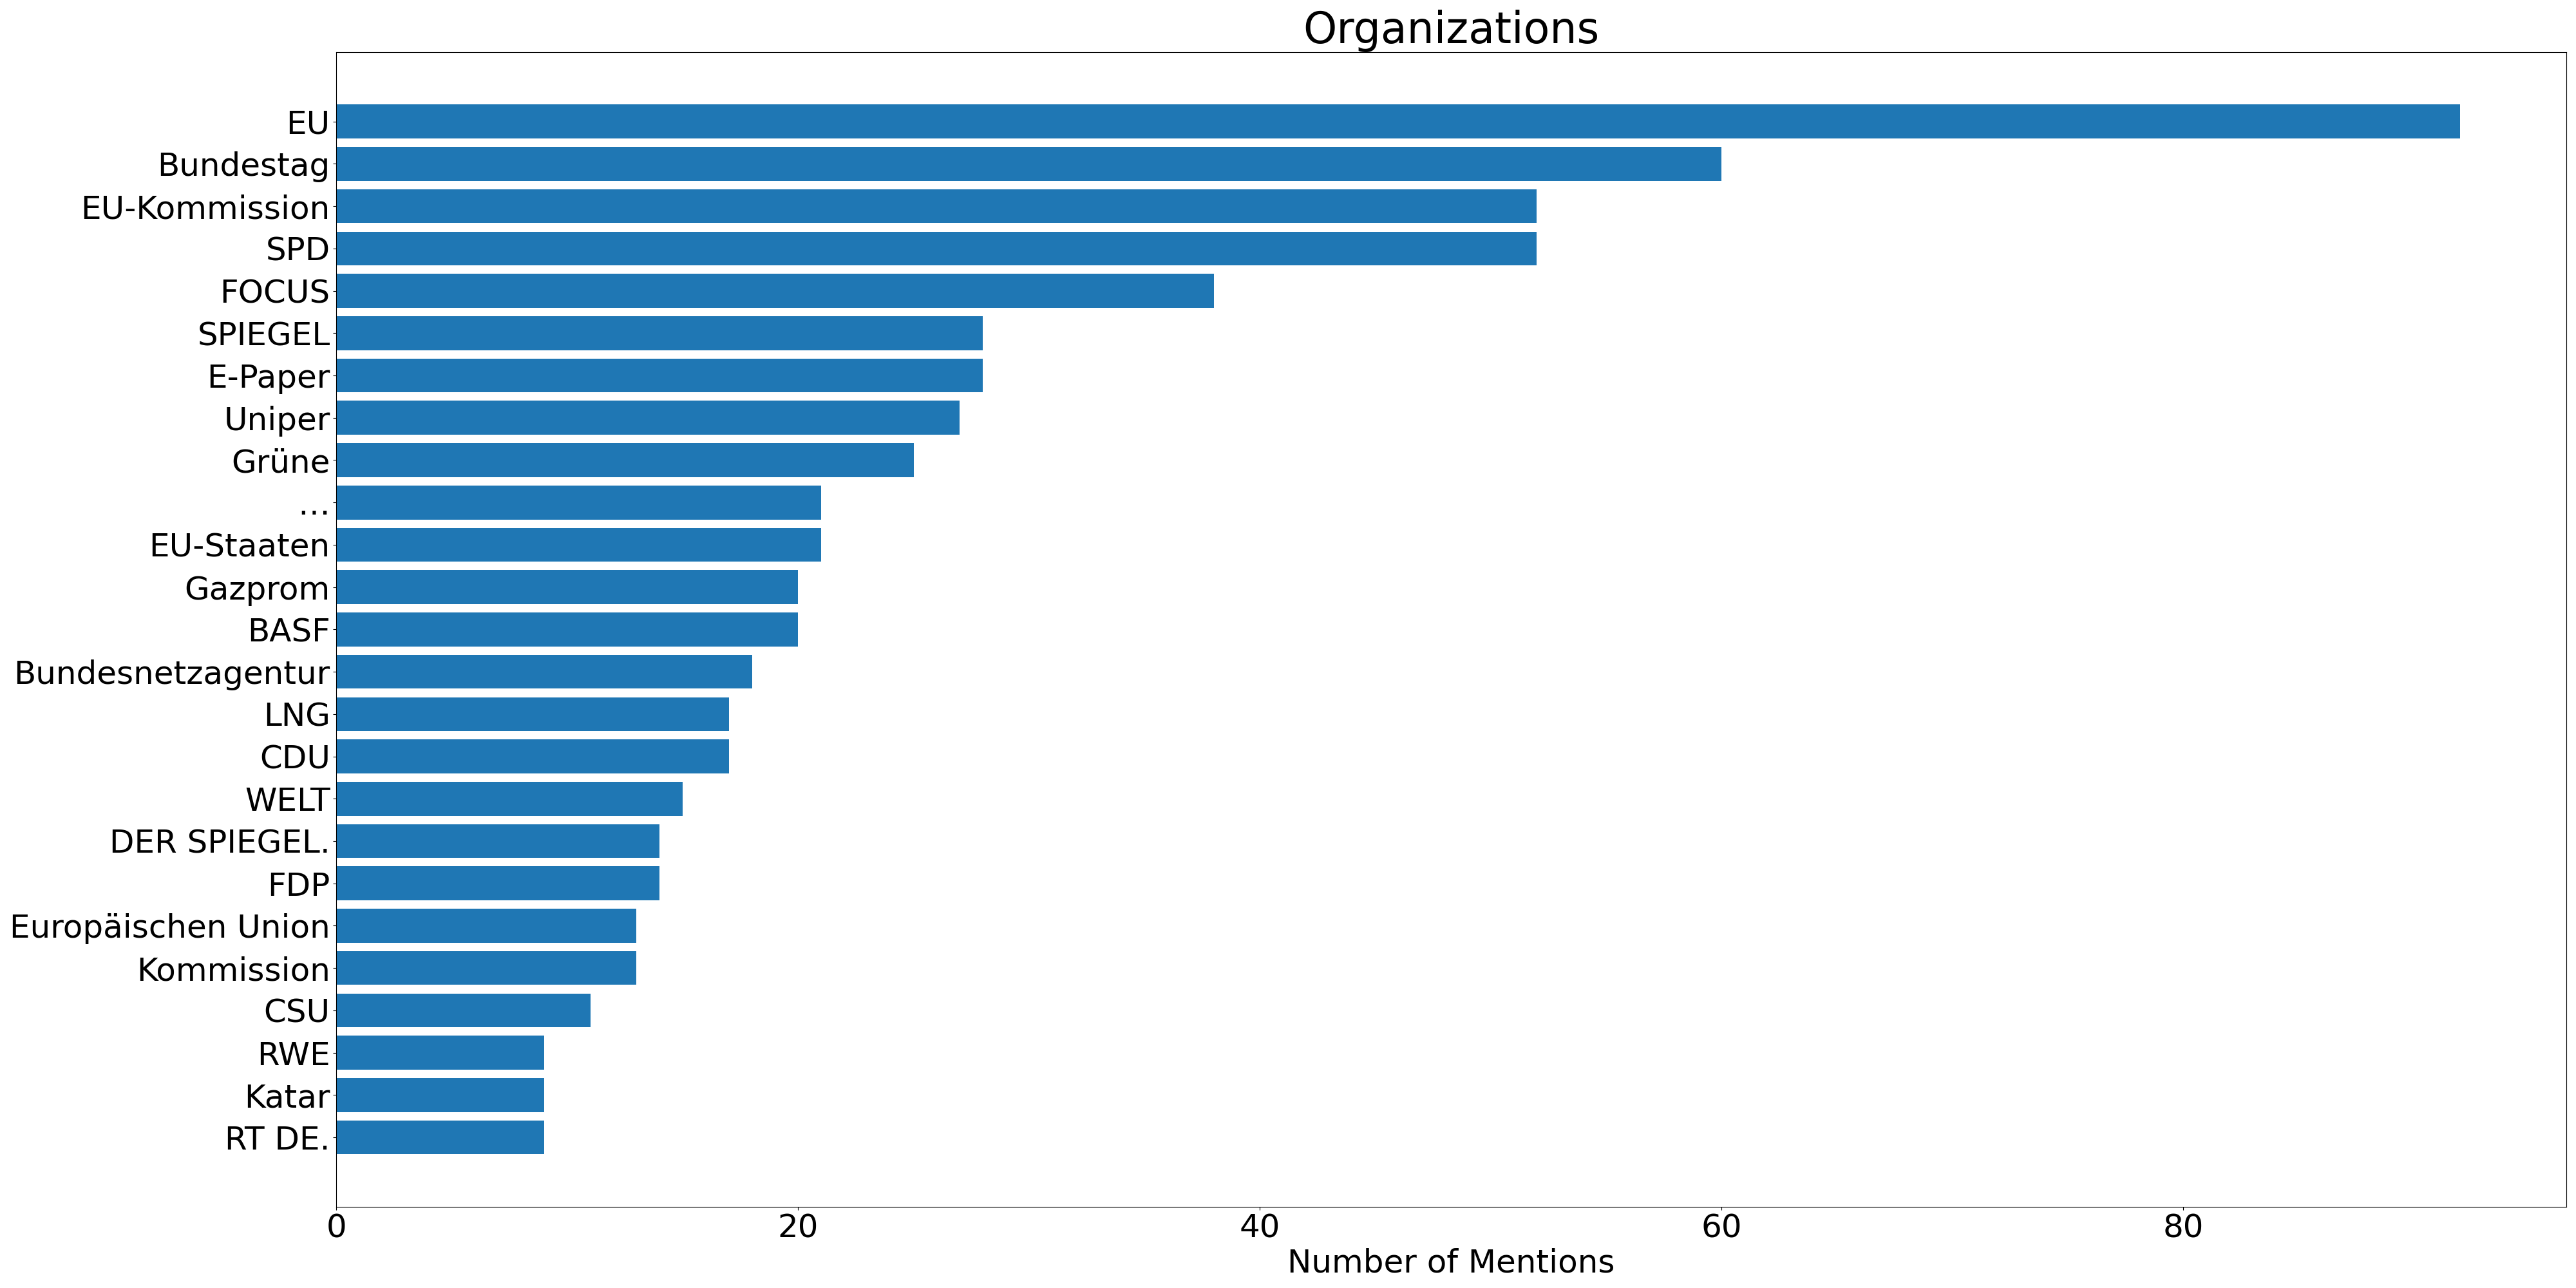 Organizations
EU
Bundestag
EU-Kommission
SPD
FOCUS
SPIEGEL
E-Paper
Uniper
Grüne
...
EU-Staaten
Gazprom
BASF
Bundesnetzagentur
LNG
CDU
WELT
DER SPIEGEL.
FDP
Europäischen Union
Kommission
CSU
RWE
Katar
RT DE.
0 20 40 60 80
Number of Mentions